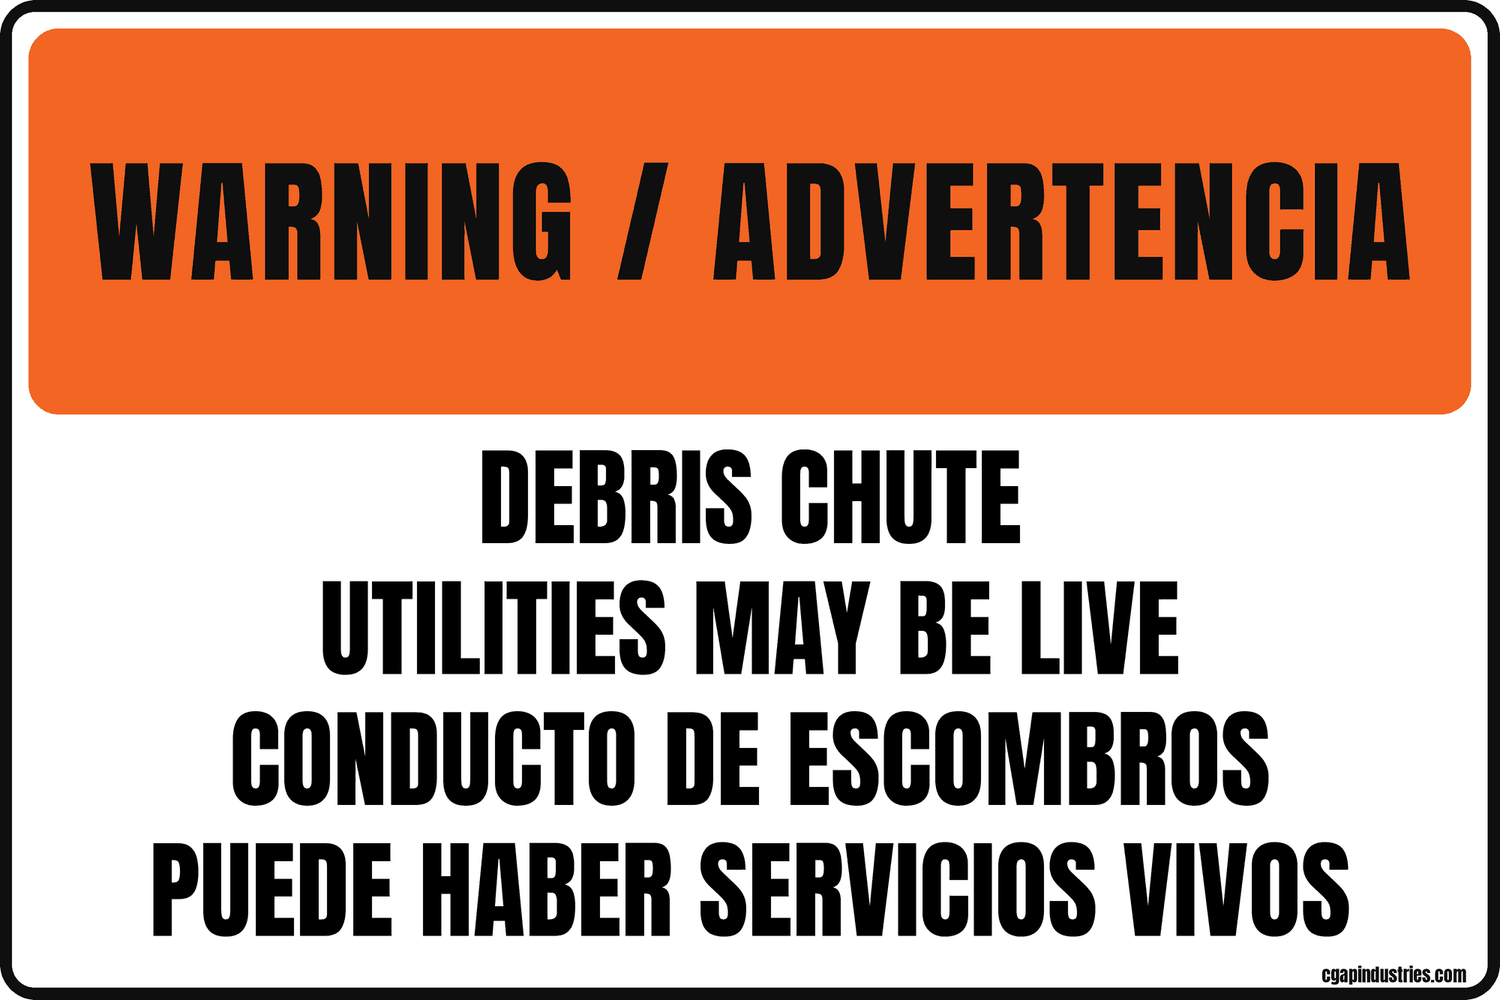 WARNING / ADVERTENCIA
DEBRIS CHUTE
UTILITIES MAY BE LIVE
CONDUCTO DE ESCOMBROS
PUEDE HABER SERVICIOS VIVOS
cgapindustries.com